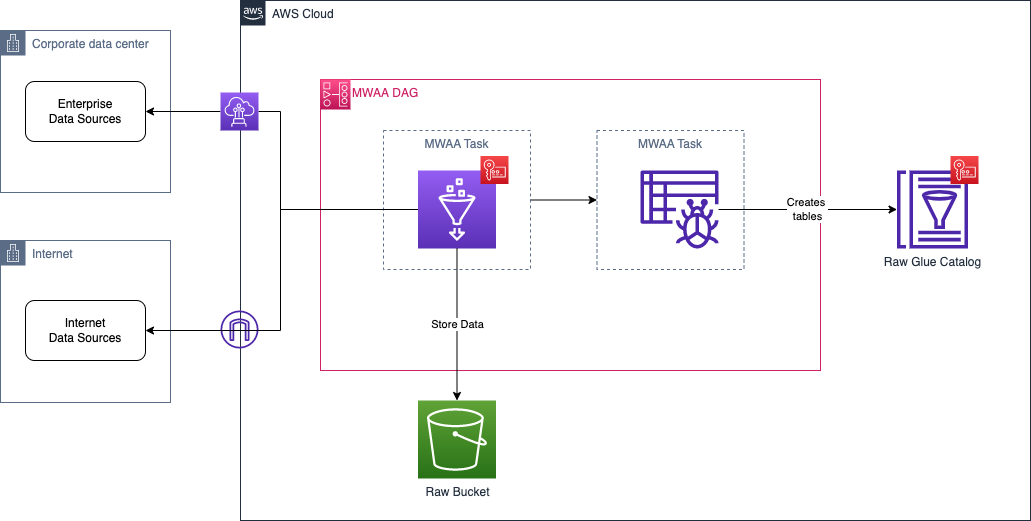 aws
AWS Cloud
Corporate data center
Enterprise
Data Sources
MWAA DAG
MWAA Task
MWAA Task
Creates
tables
Raw Glue Catalog
Internet
Internet
Data Sources
Store Data
Raw Bucket